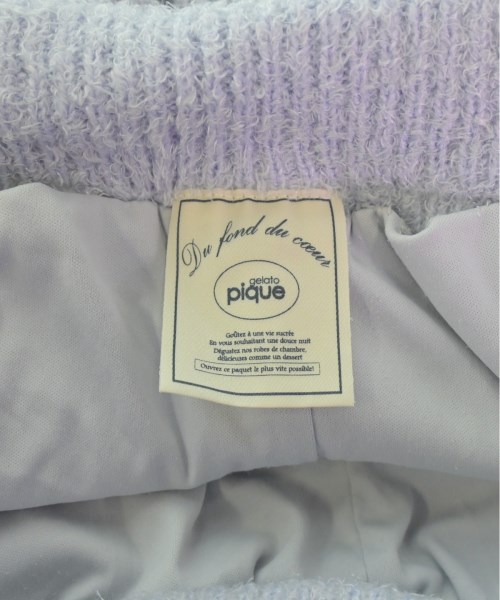 Du fond du cœur
gelato
pique
Goûtez à une vie sucrée
En vous souhaitant une douce nuit
Dégustez nos robes de chambre,
délicieuses comme un dessert
Ouvrez ce paquet le plus vite possible!